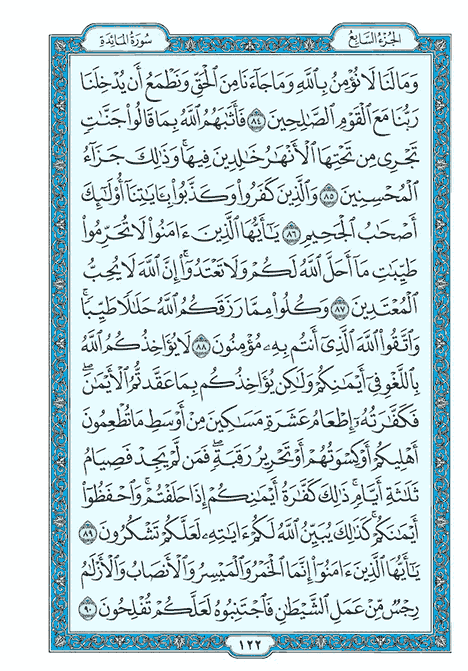 الجزء السابع
سورة المائدة
وَمَا لَنَا لَا نُؤْمِنُ بِٱللَّهِ وَمَا جَآءَنَا مِنَ ٱلْحَقِّ وَنَطْمَعُ أَن يُدْخِلَنَا
رَبُّنَا مَعَ ٱلْقَوْمِ ٱلصَّٰلِحِينَ ٨٤ فَأَثَٰبَهُمُ ٱللَّهُ بِمَا قَالُوا۟ جَنَّٰتٍ
تَجْرِى مِن تَحْتِهَا ٱلْأَنْهَٰرُ خَٰلِدِينَ فِيهَا ۚ وَذَٰلِكَ جَزَآءُ
ٱلْمُحْسِنِينَ ٨٥ وَٱلَّذِينَ كَفَرُوا۟ وَكَذَّبُوا۟ بِـَٔايَٰتِنَآ أُو۟لَٰٓئِكَ
أَصْحَٰبُ ٱلْجَحِيمِ ٨٦ يَٰٓأَيُّهَا ٱلَّذِينَ ءَامَنُوا۟ لَا تُحَرِّمُوا۟
طَيِّبَٰتِ مَآ أَحَلَّ ٱللَّهُ لَكُمْ وَلَا تَعْتَدُوٓا۟ ۚ إِنَّ ٱللَّهَ لَا يُحِبُّ
ٱلْمُعْتَدِينَ ٨٧ وَكُلُوا۟ مِمَّا رَزَقَكُمُ ٱللَّهُ حَلَٰلًا طَيِّبًا ۚ
وَٱتَّقُوا۟ ٱللَّهَ ٱلَّذِىٓ أَنتُم بِهِۦ مُؤْمِنُونَ ٨٨ لَا يُؤَاخِذُكُمُ ٱللَّهُ
بِٱللَّغْوِ فِىٓ أَيْمَٰنِكُمْ وَلَٰكِن يُؤَاخِذُكُم بِمَا عَقَّدتُّمُ ٱلْأَيْمَٰنَ ۖ
فَكَفَّٰرَتُهُۥٓ إِطْعَامُ عَشَرَةِ مَسَٰكِينَ مِنْ أَوْسَطِ مَا تُطْعِمُونَ
أَهْلِيكُمْ أَوْ كِسْوَتُهُمْ أَوْ تَحْرِيرُ رَقَبَةٍ ۖ فَمَن لَّمْ يَجِدْ فَصِيَامُ
ثَلَٰثَةِ أَيَّامٍ ۚ ذَٰلِكَ كَفَّٰرَةُ أَيْمَٰنِكُمْ إِذَا حَلَفْتُمْ ۚ وَٱحْفَظُوٓا۟
أَيْمَٰنَكُمْ ۚ كَذَٰلِكَ يُبَيِّنُ ٱللَّهُ لَكُمْ ءَايَٰتِهِۦ لَعَلَّكُمْ تَشْكُرُونَ ٨٩
يَٰٓأَيُّهَا ٱلَّذِينَ ءَامَنُوٓا۟ إِنَّمَا ٱلْخَمْرُ وَٱلْمَيْسِرُ وَٱلْأَنصَابُ وَٱلْأَزْلَٰمُ
رِجْسٌ مِّنْ عَمَلِ ٱلشَّيْطَٰنِ فَٱجْتَنِبُوهُ لَعَلَّكُمْ تُفْلِحُونَ ٩٠
١٢٢